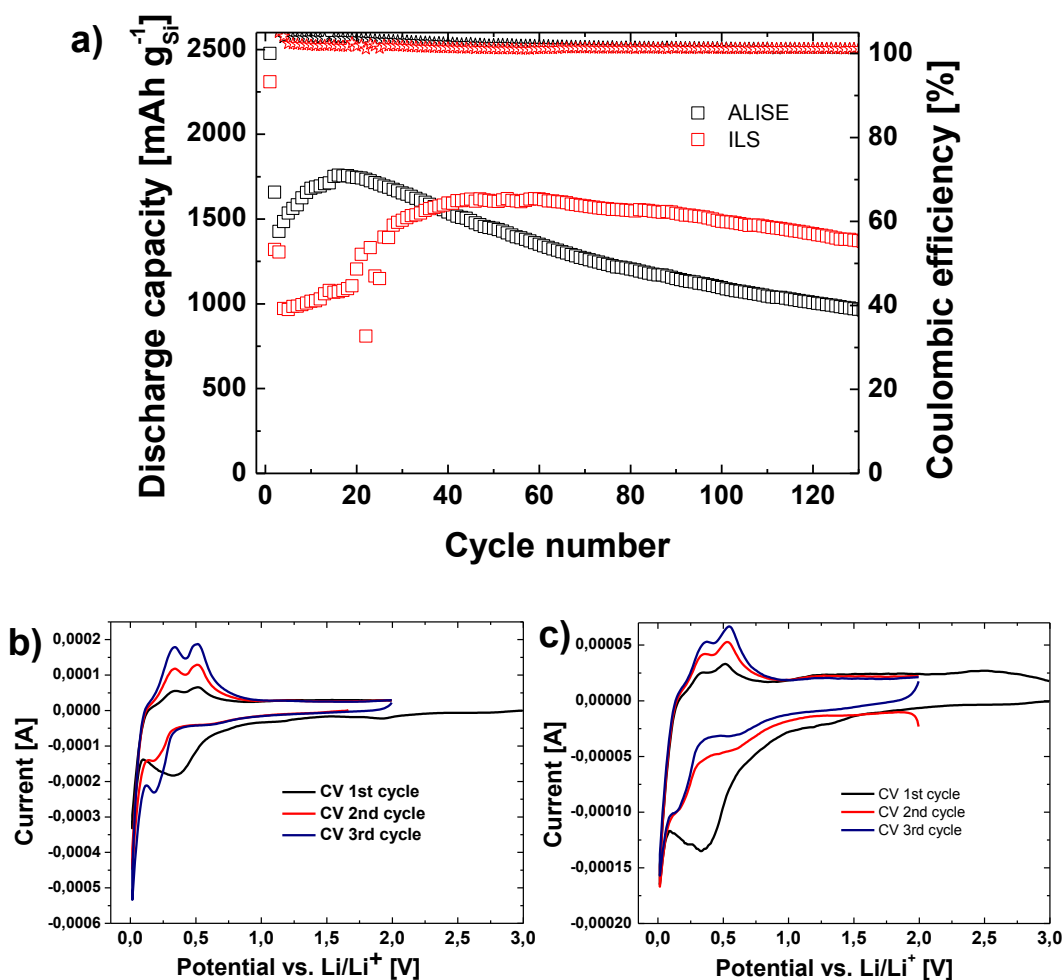 a)
Discharge capacity [mAh g⁻¹Si]
2500
2000
1500
1000
500
0
ALISE
ILS
100
80
60
40
20
0
Coulombic efficiency [%]
0 20 40 60 80 100 120
Cycle number
b)
Current [A]
0,0002
0,0001
0,0000
-0,0001
-0,0002
-0,0003
-0,0004
-0,0005
-0,0006
CV 1st cycle
CV 2nd cycle
CV 3rd cycle
0,0 0,5 1,0 1,5 2,0 2,5 3,0
Potential vs. Li/Li⁺ [V]
c)
Current [A]
0,00005
0,00000
-0,00005
-0,00010
-0,00015
-0,00020
CV 1st cycle
CV 2nd cycle
CV 3rd cycle
0,0 0,5 1,0 1,5 2,0 2,5 3,0
Potential vs. Li/Li⁺ [V]